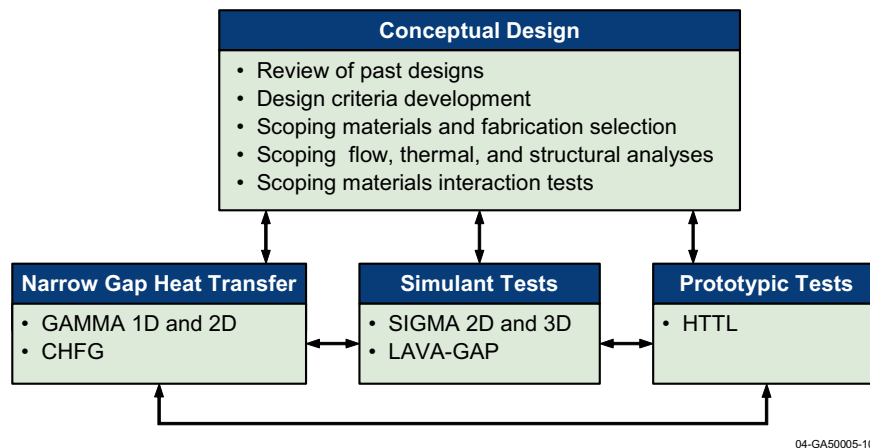 Conceptual Design
• Review of past designs
• Design criteria development
• Scoping materials and fabrication selection
• Scoping flow, thermal, and structural analyses
• Scoping materials interaction tests
Narrow Gap Heat Transfer
• GAMMA 1D and 2D
• CHFG
Simulant Tests
• SIGMA 2D and 3D
• LAVA-GAP
Prototypic Tests
• HTTL